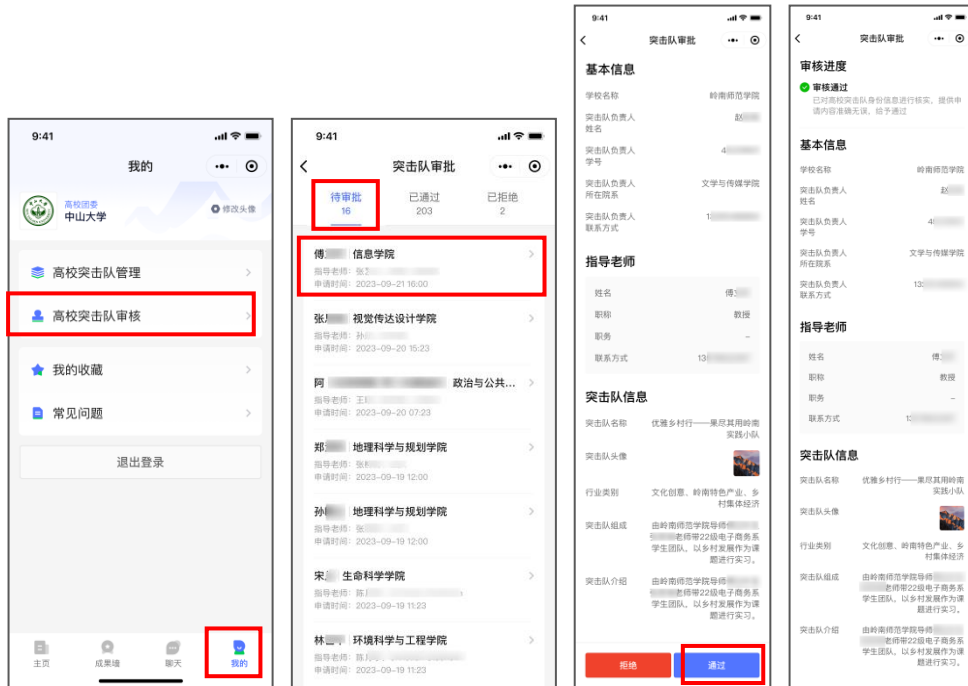 9:41
我的
高校团委
中山大学
修改头像
高校突击队管理
高校突击队审核
我的收藏
常见问题
退出登录
主页
成果墙
聊天
我的
9:41
突击队审批
待审批
16
已通过
203
已拒绝
2
傅 信息学院
指导老师：张
申请时间：2023-09-21 16:00
张 视觉传达设计学院
指导老师：孙
申请时间：2023-09-20 15:23
阿 政治与公共...
指导老师：王
申请时间：2023-09-20 07:23
郑 地理科学与规划学院
指导老师：张
申请时间：2023-09-19 12:00
孙 地理科学与规划学院
指导老师：张
申请时间：2023-09-19 12:00
宋 生命科学学院
指导老师：陈
申请时间：2023-09-19 11:23
林 环境科学与工程学院
指导老师：陈
申请时间：2023-09-19 11:23
9:41
突击队审批
基本信息
学校名称 岭南师范学院
突击队负责人 赵
姓名
突击队负责人 4
学号
突击队负责人 文学与传媒学院
所在院系
突击队负责人 1
联系方式
指导老师
姓名 傅
职称 教授
职务 –
联系方式 13
突击队信息
突击队名称 优雅乡村行——果尽其用岭南
实践小队
突击队头像
行业类别 文化创意、岭南特色产业、乡
村集体经济
突击队组成 由岭南师范学院导师
老师带22级电子商务系
学生团队，以乡村发展作为课
题进行实习。
突击队介绍 由岭南师范学院导师
老师带22级电子商务系
学生团队，以乡村发展作为课
题进行实习。
拒绝
通过
9:41
突击队审批
审核进度
审核通过
已对高校突击队身份信息进行核实，提供申
请内容准确无误，给予通过
基本信息
学校名称 岭南师范学院
突击队负责人 赵
姓名
突击队负责人 4
学号
突击队负责人 文学与传媒学院
所在院系
突击队负责人 13
联系方式
指导老师
姓名 傅
职称 教授
职务 –
联系方式 1
突击队信息
突击队名称 优雅乡村行——果尽其用岭南
实践小队
突击队头像
行业类别 文化创意、岭南特色产业、乡
村集体经济
突击队组成 由岭南师范学院导师
老师带22级电子商务系
学生团队，以乡村发展作为课
题进行实习。
突击队介绍 由岭南师范学院导师
老师带22级电子商务系
学生团队，以乡村发展作为课
题进行实习。